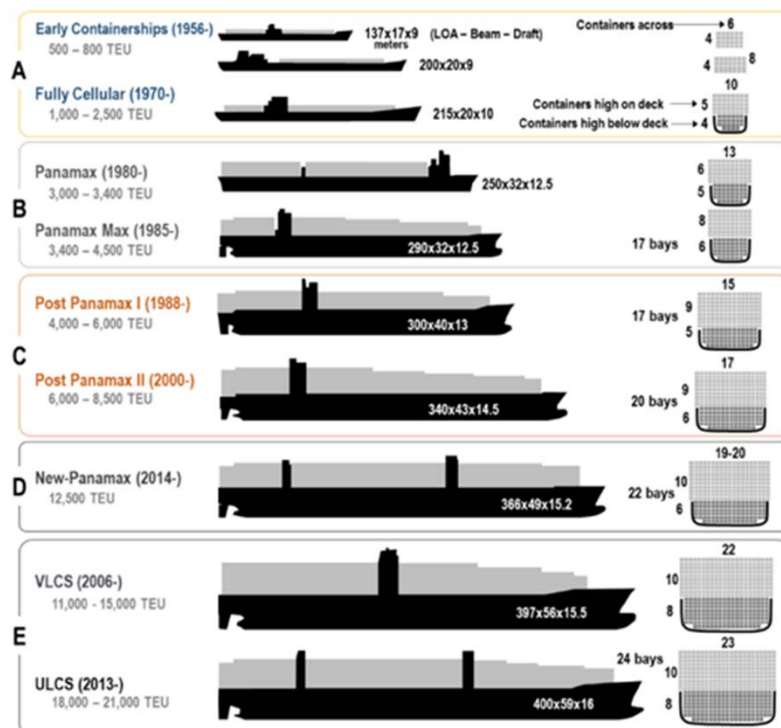 Early Containerships (1956-)
500 – 800 TEU
137x17x9
meters
(LOA – Beam – Draft)
Containers across
6
4
200x20x9
4
8
A
Fully Cellular (1970-)
1,000 – 2,500 TEU
215x20x10
10
Containers high on deck
5
Containers high below deck
4
B
Panamax (1980-)
3,000 – 3,400 TEU
250x32x12.5
13
6
5
Panamax Max (1985-)
3,400 – 4,500 TEU
290x32x12.5
17 bays
8
6
C
Post Panamax I (1988-)
4,000 – 6,000 TEU
300x40x13
17 bays
15
9
5
Post Panamax II (2000-)
6,000 – 8,500 TEU
340x43x14.5
20 bays
17
9
6
D
New-Panamax (2014-)
12,500 TEU
366x49x15.2
22 bays
19-20
10
6
E
VLCS (2006-)
11,000 - 15,000 TEU
397x56x15.5
22
10
8
ULCS (2013-)
18,000 – 21,000 TEU
400x59x16
24 bays
23
10
8